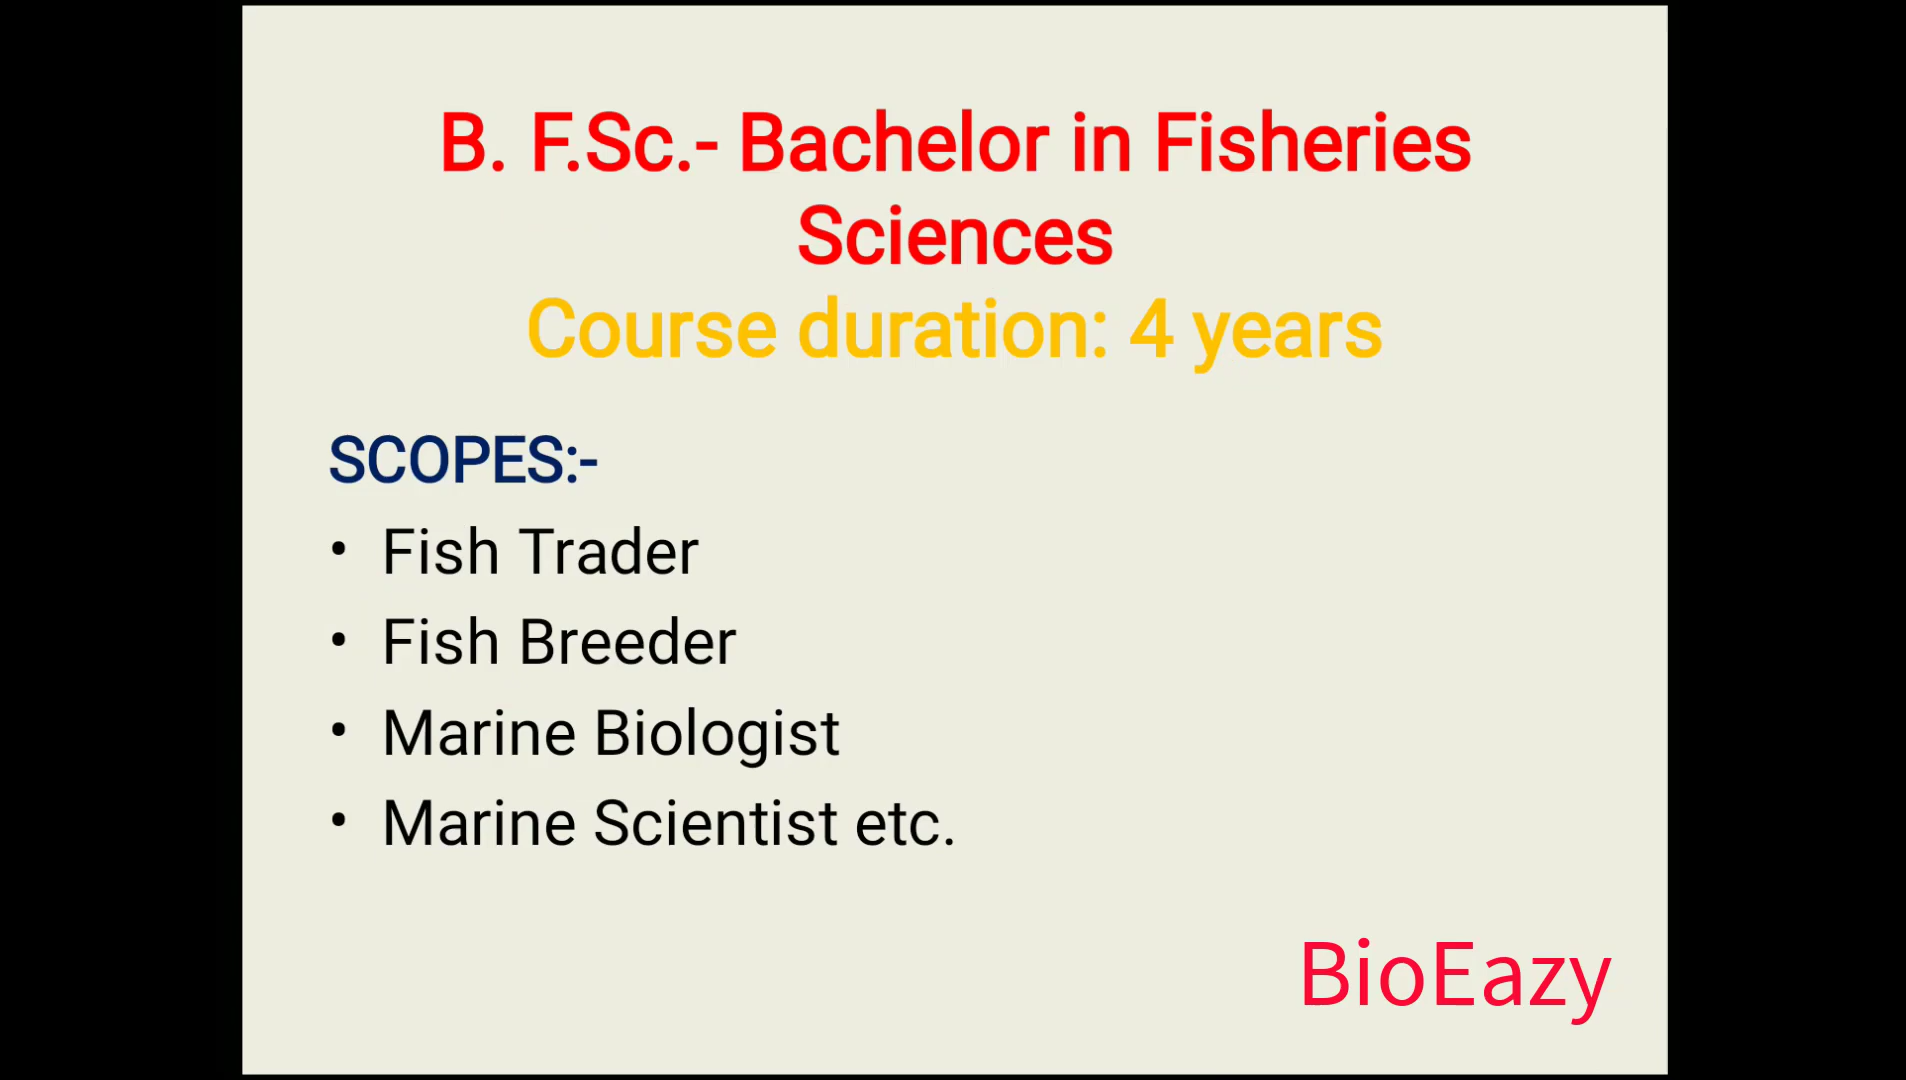 B. F.Sc.- Bachelor in Fisheries
Sciences
Course duration: 4 years
SCOPES:-
• Fish Trader
• Fish Breeder
• Marine Biologist
• Marine Scientist etc.
BioEazy